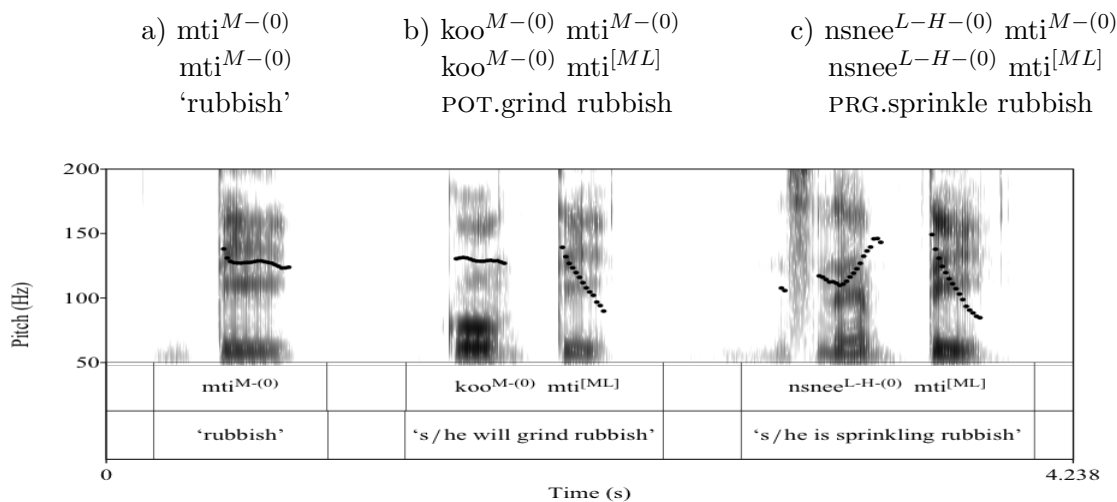 a) mti^{M−(0)} b) koo^{M−(0)} mti^{M−(0)} c) nsnee^{L−H−(0)} mti^{M−(0)}
mti^{M−(0)} koo^{M−(0)} mti^{[ML]} nsnee^{L−H−(0)} mti^{[ML]}
‘rubbish’ POT.grind rubbish PRG.sprinkle rubbish
200
150
100
50
Pitch (Hz)
mti^{M-(0)} koo^{M-(0)} mti^{[ML]} nsnee^{L-H-(0)} mti^{[ML]}
‘rubbish’ ‘s/he will grind rubbish’ ‘s/he is sprinkling rubbish’
0 4.238
Time (s)